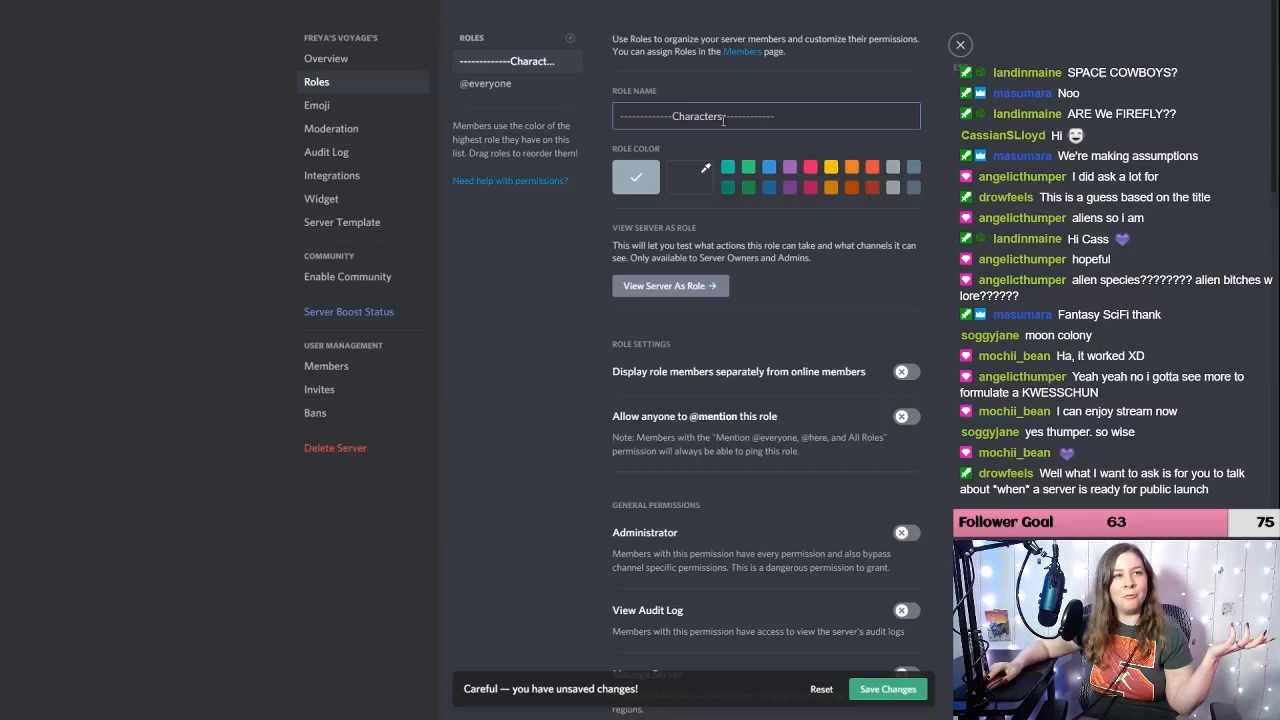 FREYA'S VOYAGE'S
Overview
Roles
Emoji
Moderation
Audit Log
Integrations
Widget
Server Template
COMMUNITY
Enable Community
Server Boost Status
USER MANAGEMENT
Members
Invites
Bans
Delete Server
ROLES
-------------Charact...
@everyone
Members use the color of the
highest role they have on this
list. Drag roles to reorder them!
Need help with permissions?
Use Roles to organize your server members and customize their permissions.
You can assign Roles in the Members page.
ROLE NAME
-------------Characters-------------
ROLE COLOR
VIEW SERVER AS ROLE
This will let you test what actions this role can take and what channels it can
see. Only available to Server Owners and Admins.
View Server As Role →
ROLE SETTINGS
Display role members separately from online members
Allow anyone to @mention this role
Note: Members with the "Mention @everyone, @here, and All Roles"
permission will always be able to ping this role.
GENERAL PERMISSIONS
Administrator
Members with this permission have every permission and also bypass
channel specific permissions. This is a dangerous permission to grant.
View Audit Log
Members with this permission have access to view the server's audit logs
Manage Server
regions.
Careful — you have unsaved changes!
Reset
Save Changes
landinmaine SPACE COWBOYS?
masumara Noo
landinmaine ARE We FIREFLY??
CassianSLloyd Hi
masumara We're making assumptions
angelicthumper I did ask a lot for
drowfeels This is a guess based on the title
angelicthumper aliens so i am
landinmaine Hi Cass
angelicthumper hopeful
angelicthumper alien species???????? alien bitches w
lore??????
masumara Fantasy SciFi thank
soggyjane moon colony
mochii_bean Ha, it worked XD
angelicthumper Yeah yeah no i gotta see more to
formulate a KWESSCHUN
mochii_bean I can enjoy stream now
soggyjane yes thumper. so wise
mochii_bean
drowfeels Well what I want to ask is for you to talk
about *when* a server is ready for public launch
Follower Goal 63 75